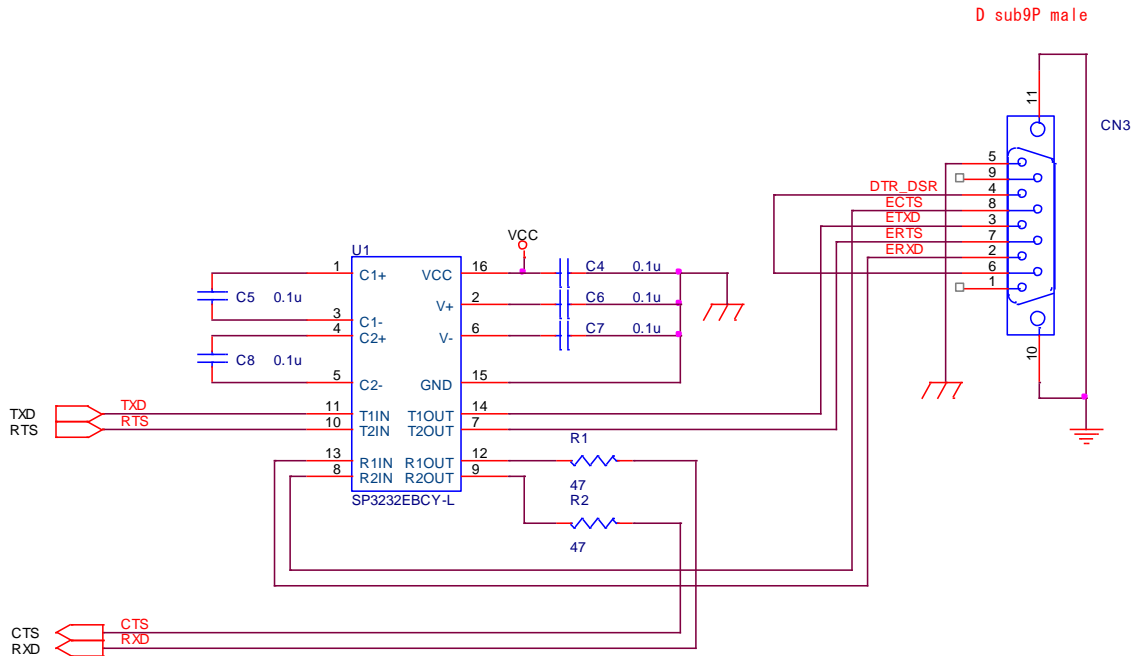 D sub9P male
11
CN3
5
9
DTR_DSR 4
ECTS 8
ETXD 3
ERTS 7
ERXD 2
6
1
10
VCC
U1
1 C1+ VCC 16 C4 0.1u
C5 0.1u
V+ 2 C6 0.1u
3 C1-
4 C2+ V- 6 C7 0.1u
C8 0.1u
5 C2- GND 15
TXD TXD 11 T1IN T1OUT 14
RTS RTS 10 T2IN T2OUT 7
R1
13 R1IN R1OUT 12
8 R2IN R2OUT 9
47
SP3232EBCY-L
R2
47
CTS CTS
RXD RXD